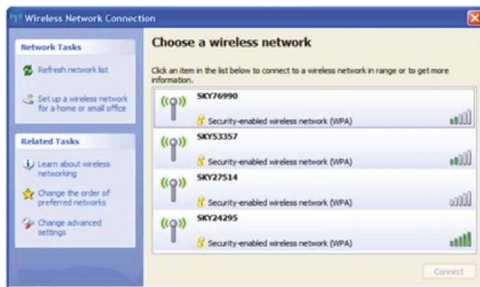 Wireless Network Connection
Network Tasks
Refresh network list
Set up a wireless network
for a home or small office
Related Tasks
Learn about wireless
networking
Change the order of
preferred networks
Change advanced
settings
Choose a wireless network
Click an item in the list below to connect to a wireless network in range or to get more
information.
SKY76990
Security-enabled wireless network (WPA)
SKY53357
Security-enabled wireless network (WPA)
SKY27514
Security-enabled wireless network (WPA)
SKY24295
Security-enabled wireless network (WPA)
Connect